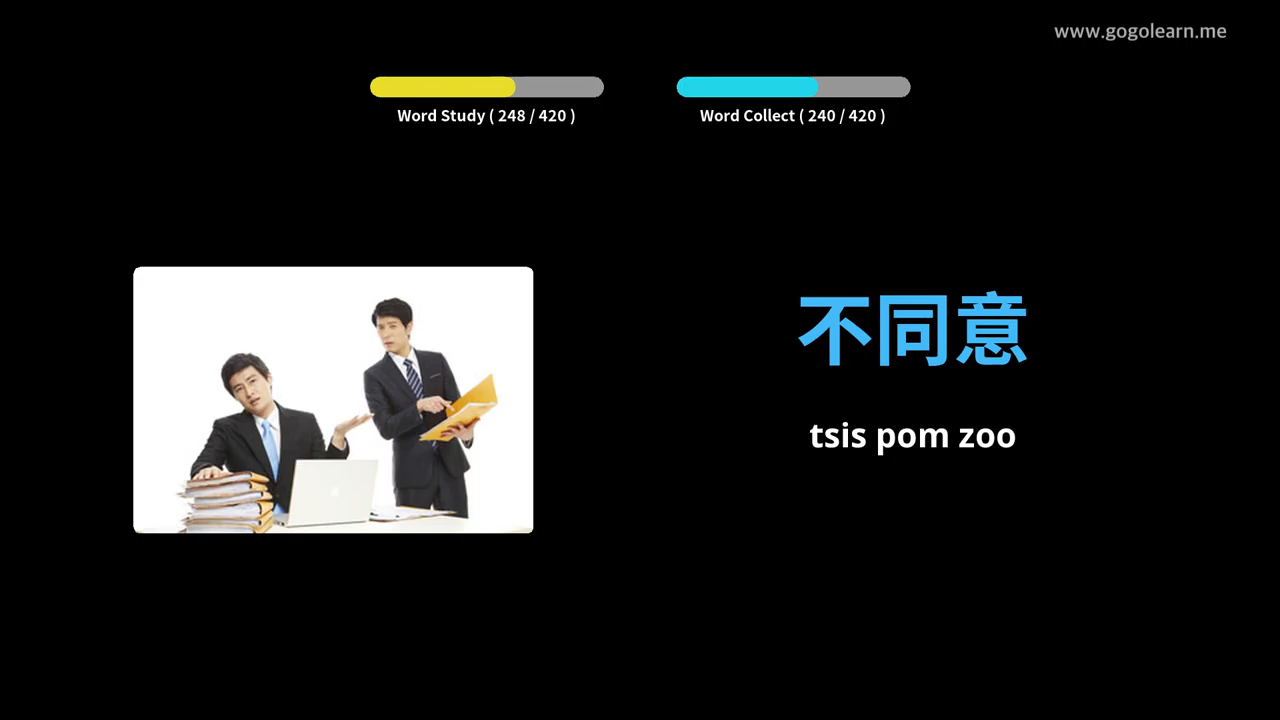 www.gogolearn.me
Word Study ( 248 / 420 )
Word Collect ( 240 / 420 )
不同意
tsis pom zoo